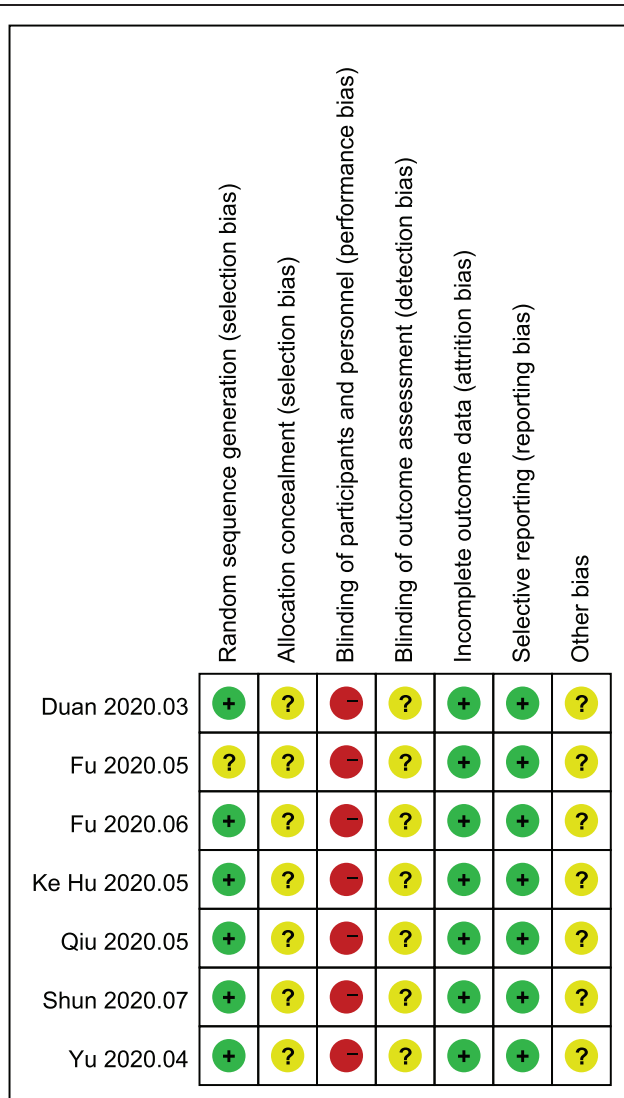 Random sequence generation (selection bias)
Allocation concealment (selection bias)
Blinding of participants and personnel (performance bias)
Blinding of outcome assessment (detection bias)
Incomplete outcome data (attrition bias)
Selective reporting (reporting bias)
Other bias
Duan 2020.03 + ? – ? + + ?
Fu 2020.05 ? ? – ? + + ?
Fu 2020.06 + ? – ? + + ?
Ke Hu 2020.05 + ? – ? + + ?
Qiu 2020.05 + ? – ? + + ?
Shun 2020.07 + ? – ? + + ?
Yu 2020.04 + ? – ? + + ?